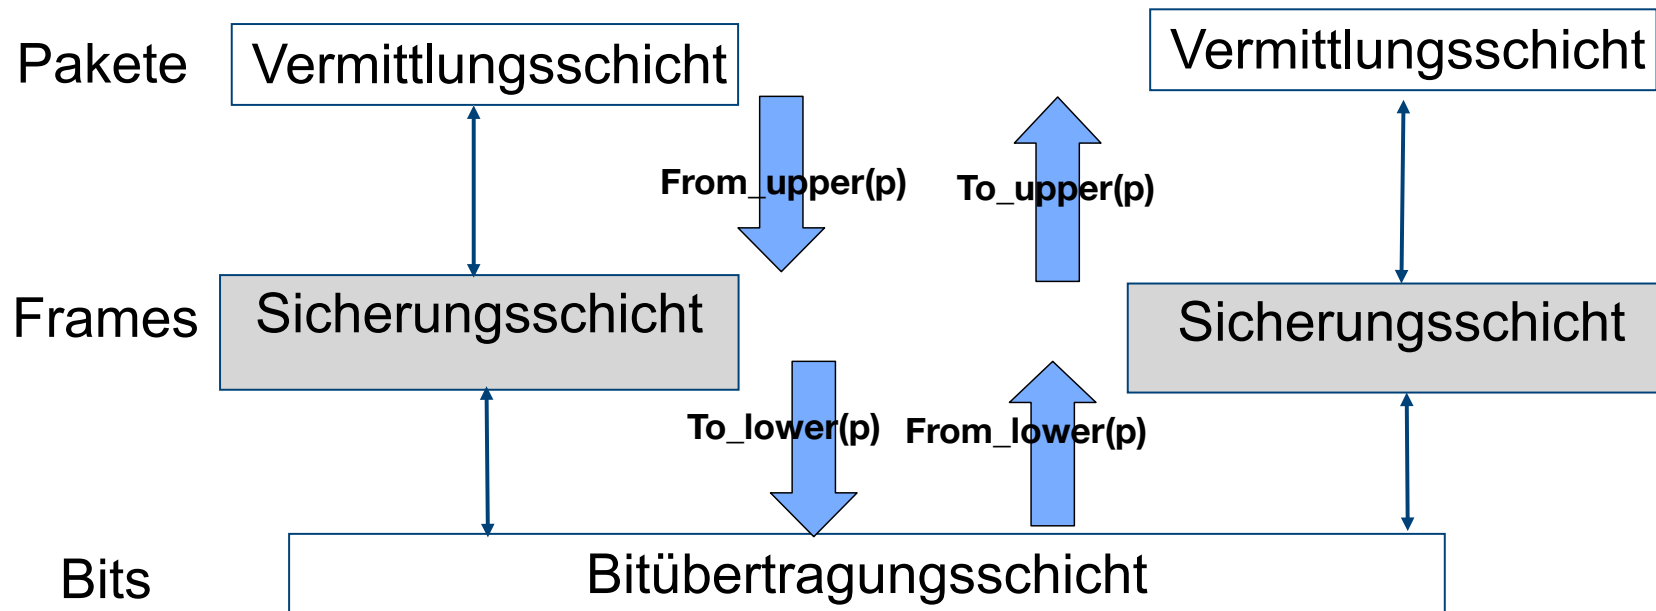 Pakete
Vermittlungsschicht
Vermittlungsschicht
From_upper(p)
To_upper(p)
Frames
Sicherungsschicht
Sicherungsschicht
To_lower(p)
From_lower(p)
Bits
Bitübertragungsschicht